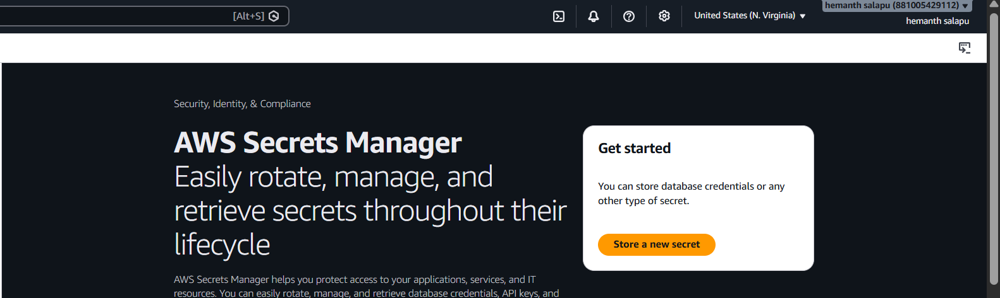 [Alt+S]
United States (N. Virginia)
hemanth salapu (881005429112)
hemanth salapu
Security, Identity, & Compliance
AWS Secrets Manager
Easily rotate, manage, and
retrieve secrets throughout their
lifecycle
AWS Secrets Manager helps you protect access to your applications, services, and IT
resources. You can easily rotate, manage, and retrieve database credentials, API keys, and
Get started
You can store database credentials or any
other type of secret.
Store a new secret